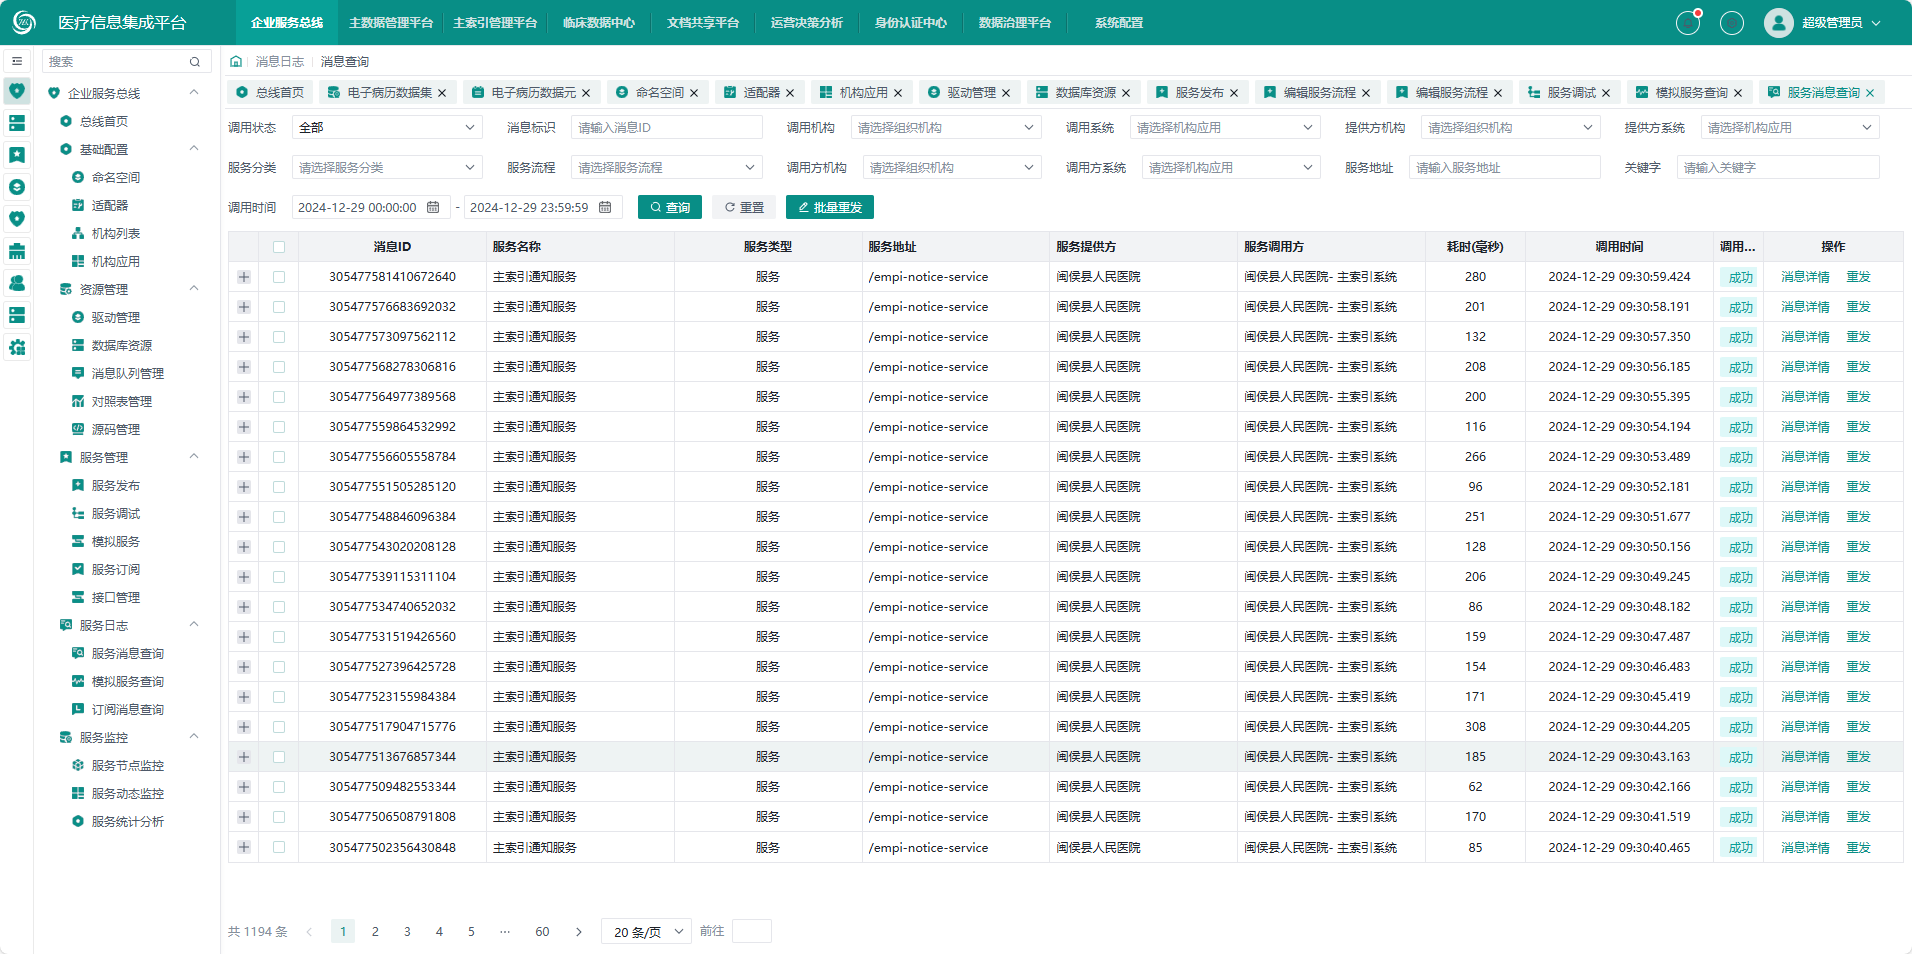 医疗信息集成平台 企业服务总线 主数据管理平台 主索引管理平台 临床数据中心 文档共享平台 运营决策分析 身份认证中心 数据治理平台 系统配置 超级管理员
搜索
企业服务总线
总线首页
基础配置
命名空间
适配器
机构列表
机构应用
资源管理
驱动管理
数据库资源
消息队列管理
对照表管理
源码管理
服务管理
服务发布
服务调试
模拟服务
服务订阅
接口管理
服务日志
服务消息查询
模拟服务查询
订阅消息查询
服务监控
服务节点监控
服务动态监控
服务统计分析
消息日志 消息查询
总线首页 电子病历数据集 电子病历数据元 命名空间 适配器 机构应用 驱动管理 数据库资源 服务发布 编辑服务流程 编辑服务流程 服务调试 模拟服务查询 服务消息查询
调用状态 全部 消息标识 请输入消息ID 调用机构 请选择组织机构 调用系统 请选择机构应用 提供方机构 请选择组织机构 提供方系统 请选择机构应用
服务分类 请选择服务分类 服务流程 请选择服务流程 调用方机构 请选择组织机构 调用方系统 请选择机构应用 服务地址 请输入服务地址 关键字 请输入关键字
调用时间 2024-12-29 00:00:00 - 2024-12-29 23:59:59 查询 重置 批量重发
消息ID 服务名称 服务类型 服务地址 服务提供方 服务调用方 耗时(毫秒) 调用时间 调用... 操作
305477581410672640 主索引通知服务 服务 /empi-notice-service 闽侯县人民医院 闽侯县人民医院- 主索引系统 280 2024-12-29 09:30:59.424 成功 消息详情 重发
305477576683692032 主索引通知服务 服务 /empi-notice-service 闽侯县人民医院 闽侯县人民医院- 主索引系统 201 2024-12-29 09:30:58.191 成功 消息详情 重发
305477573097562112 主索引通知服务 服务 /empi-notice-service 闽侯县人民医院 闽侯县人民医院- 主索引系统 132 2024-12-29 09:30:57.350 成功 消息详情 重发
305477568278306816 主索引通知服务 服务 /empi-notice-service 闽侯县人民医院 闽侯县人民医院- 主索引系统 208 2024-12-29 09:30:56.185 成功 消息详情 重发
305477564977389568 主索引通知服务 服务 /empi-notice-service 闽侯县人民医院 闽侯县人民医院- 主索引系统 200 2024-12-29 09:30:55.395 成功 消息详情 重发
305477559864532992 主索引通知服务 服务 /empi-notice-service 闽侯县人民医院 闽侯县人民医院- 主索引系统 116 2024-12-29 09:30:54.194 成功 消息详情 重发
305477556605558784 主索引通知服务 服务 /empi-notice-service 闽侯县人民医院 闽侯县人民医院- 主索引系统 266 2024-12-29 09:30:53.489 成功 消息详情 重发
305477551505285120 主索引通知服务 服务 /empi-notice-service 闽侯县人民医院 闽侯县人民医院- 主索引系统 96 2024-12-29 09:30:52.181 成功 消息详情 重发
305477548846096384 主索引通知服务 服务 /empi-notice-service 闽侯县人民医院 闽侯县人民医院- 主索引系统 251 2024-12-29 09:30:51.677 成功 消息详情 重发
305477543020208128 主索引通知服务 服务 /empi-notice-service 闽侯县人民医院 闽侯县人民医院- 主索引系统 128 2024-12-29 09:30:50.156 成功 消息详情 重发
305477539115311104 主索引通知服务 服务 /empi-notice-service 闽侯县人民医院 闽侯县人民医院- 主索引系统 206 2024-12-29 09:30:49.245 成功 消息详情 重发
305477534740652032 主索引通知服务 服务 /empi-notice-service 闽侯县人民医院 闽侯县人民医院- 主索引系统 86 2024-12-29 09:30:48.182 成功 消息详情 重发
305477531519426560 主索引通知服务 服务 /empi-notice-service 闽侯县人民医院 闽侯县人民医院- 主索引系统 159 2024-12-29 09:30:47.487 成功 消息详情 重发
305477527396425728 主索引通知服务 服务 /empi-notice-service 闽侯县人民医院 闽侯县人民医院- 主索引系统 154 2024-12-29 09:30:46.483 成功 消息详情 重发
305477523155984384 主索引通知服务 服务 /empi-notice-service 闽侯县人民医院 闽侯县人民医院- 主索引系统 171 2024-12-29 09:30:45.419 成功 消息详情 重发
305477517904715776 主索引通知服务 服务 /empi-notice-service 闽侯县人民医院 闽侯县人民医院- 主索引系统 308 2024-12-29 09:30:44.205 成功 消息详情 重发
305477513676857344 主索引通知服务 服务 /empi-notice-service 闽侯县人民医院 闽侯县人民医院- 主索引系统 185 2024-12-29 09:30:43.163 成功 消息详情 重发
305477509482553344 主索引通知服务 服务 /empi-notice-service 闽侯县人民医院 闽侯县人民医院- 主索引系统 62 2024-12-29 09:30:42.166 成功 消息详情 重发
305477506508791808 主索引通知服务 服务 /empi-notice-service 闽侯县人民医院 闽侯县人民医院- 主索引系统 170 2024-12-29 09:30:41.519 成功 消息详情 重发
305477502356430848 主索引通知服务 服务 /empi-notice-service 闽侯县人民医院 闽侯县人民医院- 主索引系统 85 2024-12-29 09:30:40.465 成功 消息详情 重发
共 1194 条 1 2 3 4 5 ··· 60 20 条/页 前往